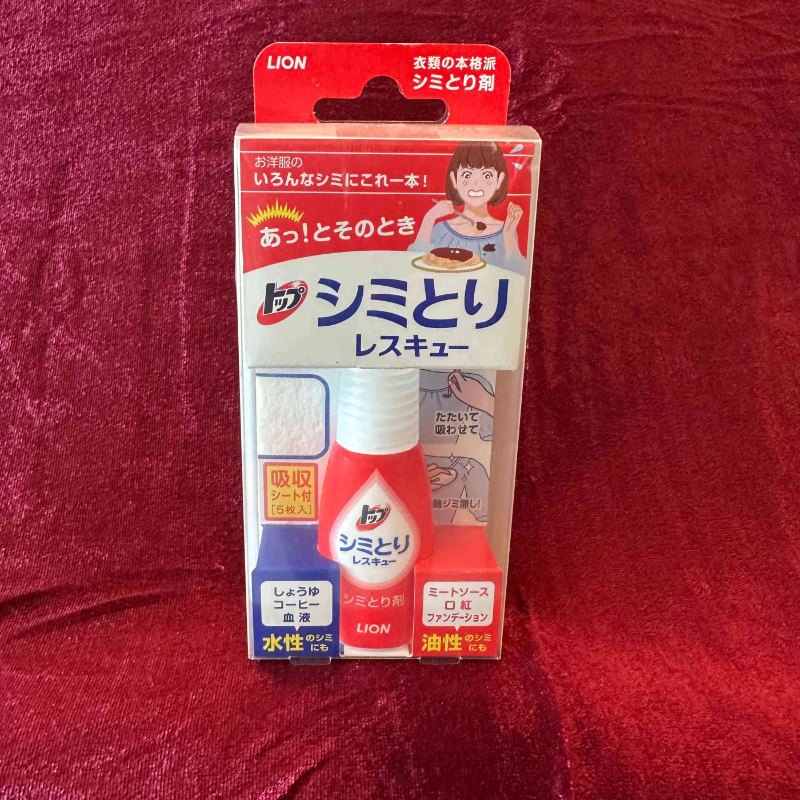 LION
衣類の本格派
シミとり剤
お洋服の
いろんなシミにこれ一本!
あっ!とそのとき
トップ
シミとり
レスキュー
たたいて
吸わせて
吸収
シート付
[5枚入]
輪ジミ無し!
トップ
シミとり
レスキュー
シミとり剤
LION
しょうゆ
コーヒー
血液
水性のシミにも
ミートソース
口紅
ファンデーション
油性のシミにも